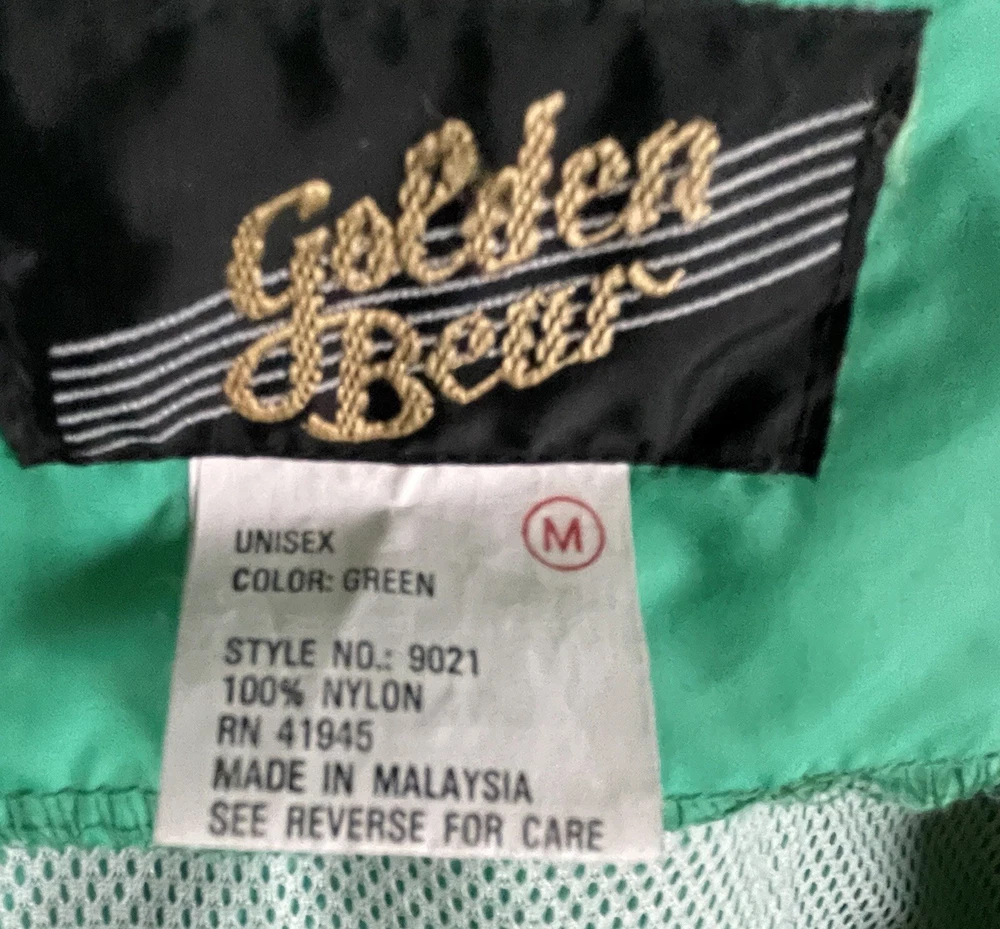 Golden
Bear
M
UNISEX
COLOR: GREEN
STYLE NO.: 9021
100% NYLON
RN 41945
MADE IN MALAYSIA
SEE REVERSE FOR CARE